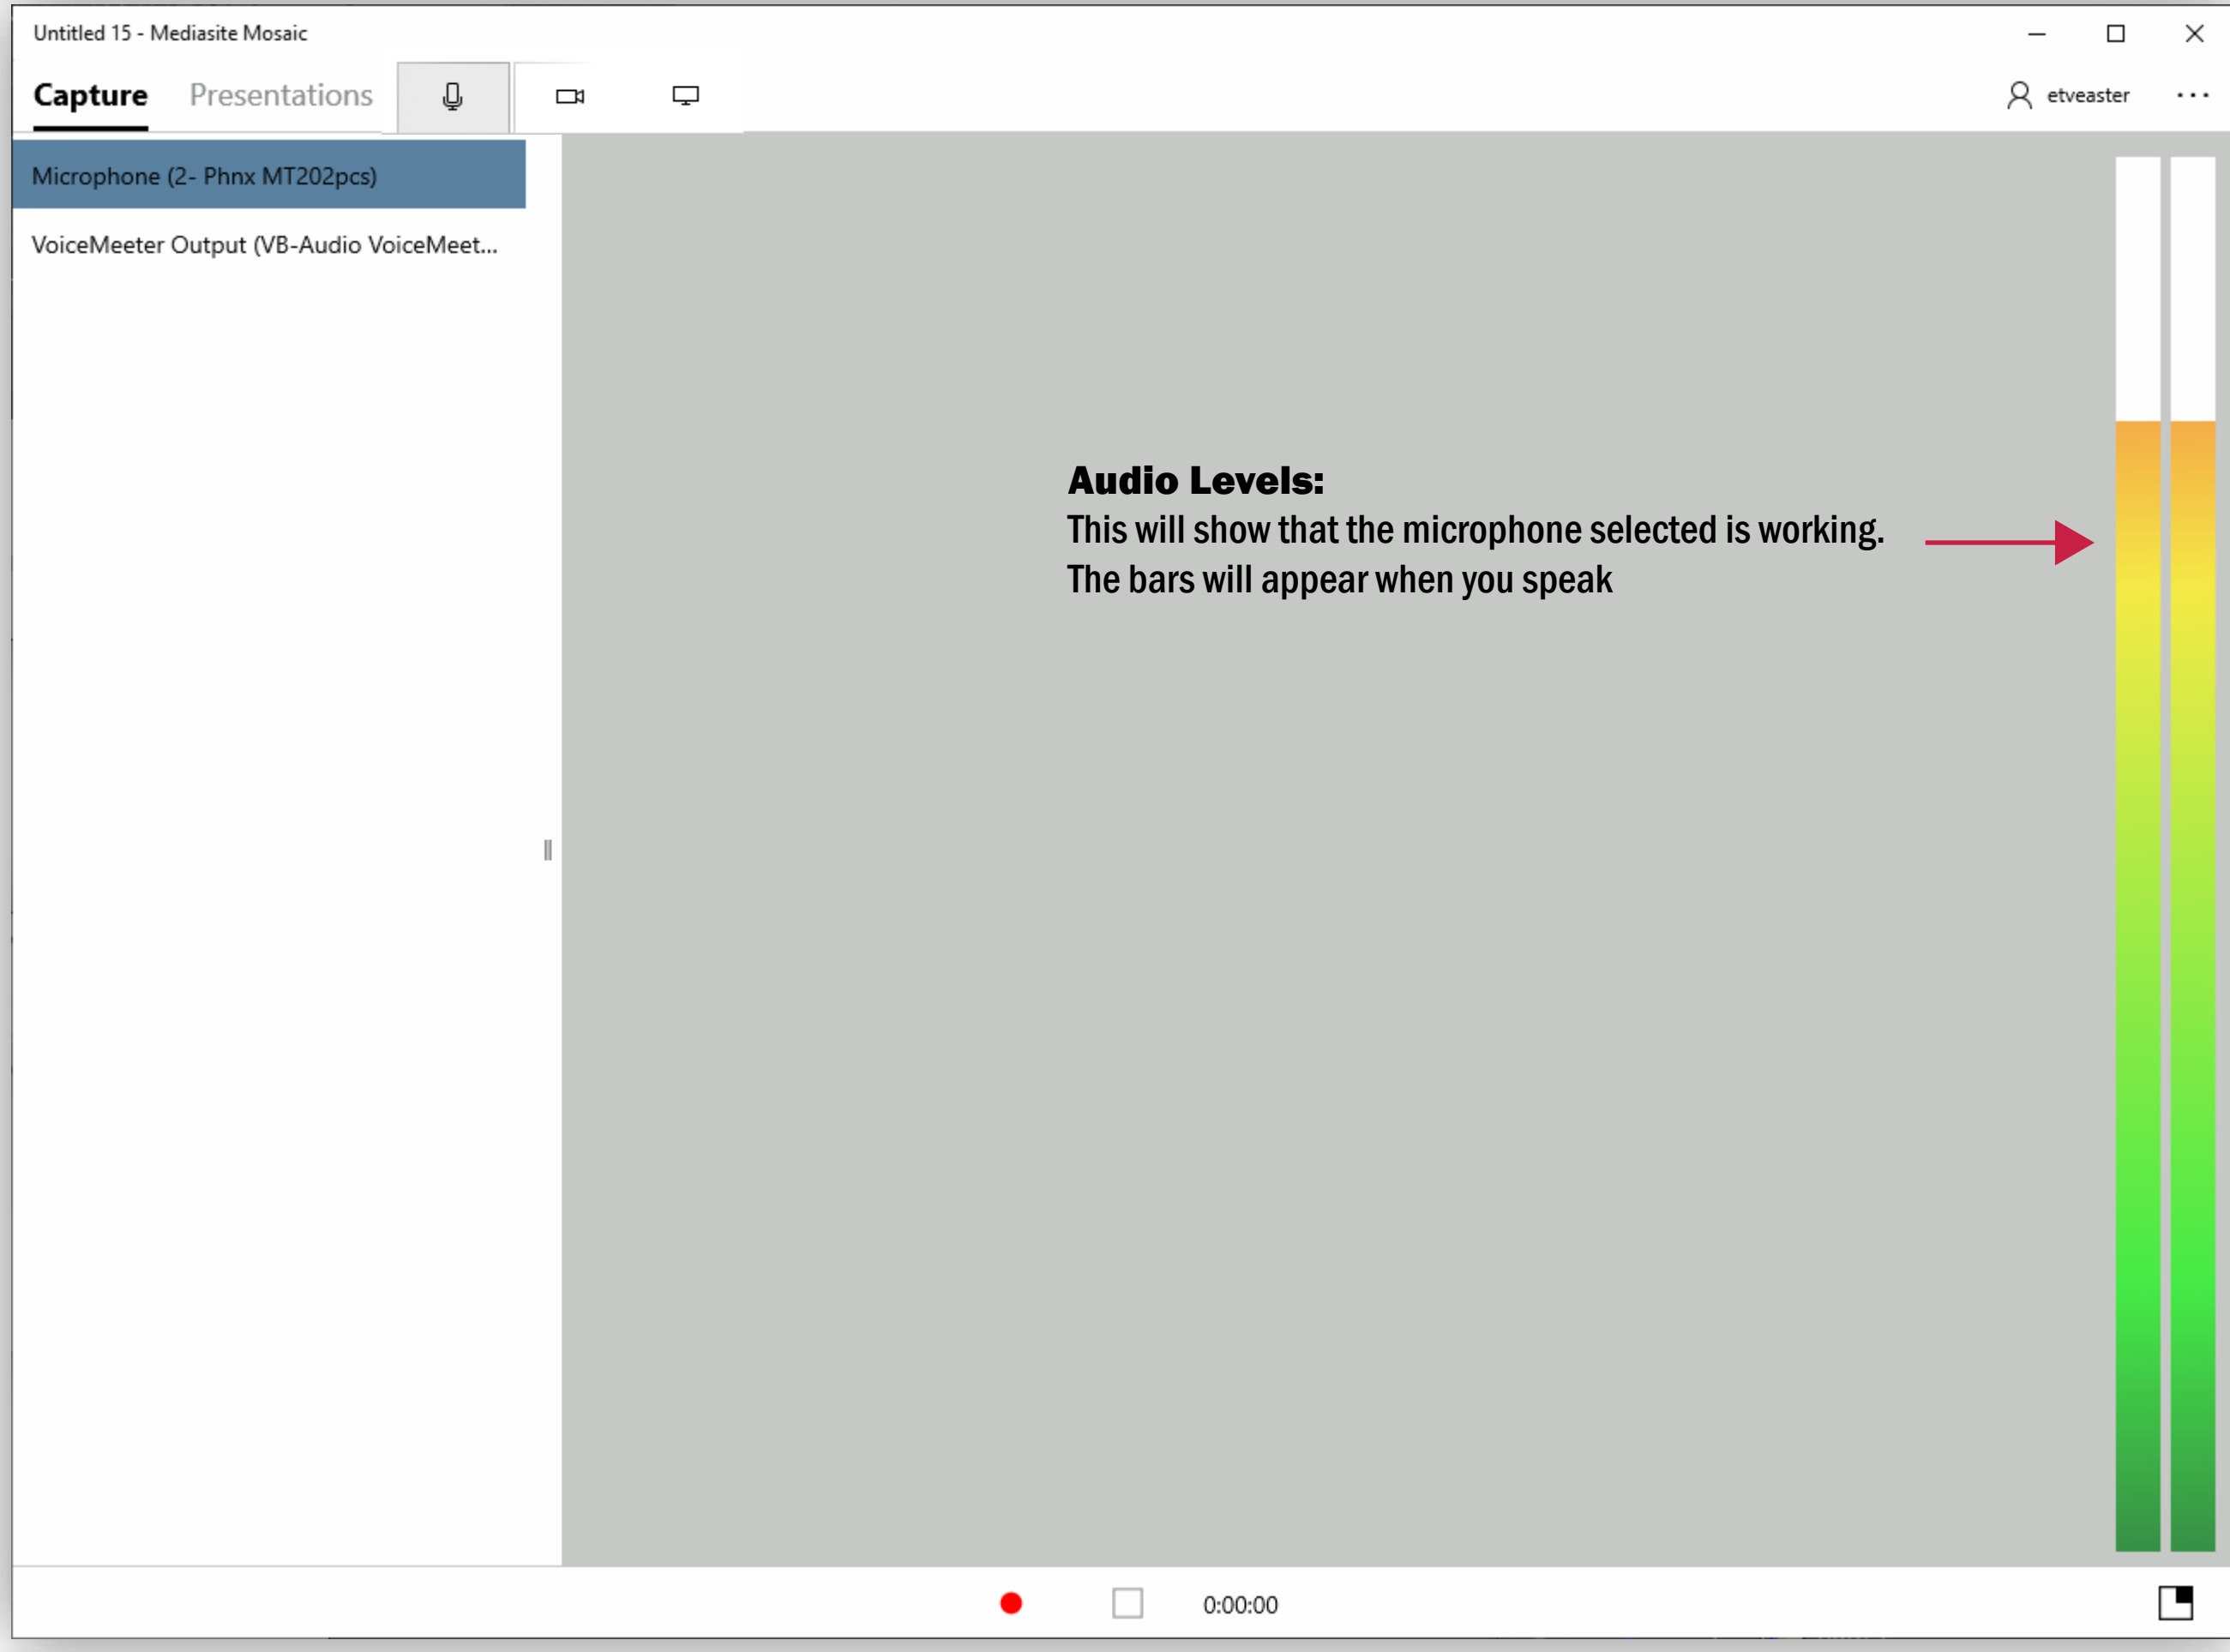 Untitled 15 - Mediasite Mosaic
Capture Presentations etveaster
Microphone (2- Phnx MT202pcs)
VoiceMeeter Output (VB-Audio VoiceMeet...
Audio Levels:
This will show that the microphone selected is working.
The bars will appear when you speak
0:00:00